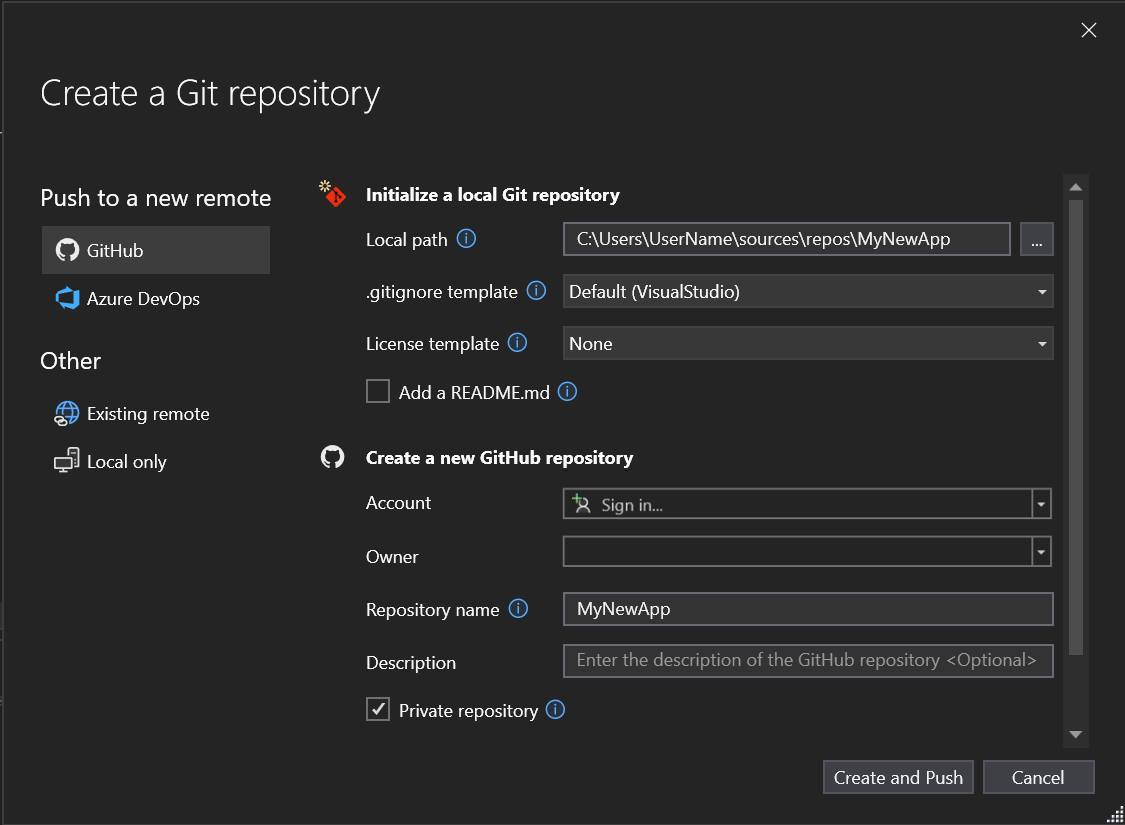 Create a Git repository
Push to a new remote
GitHub
Azure DevOps
Other
Existing remote
Local only
Initialize a local Git repository
Local path C:\Users\UserName\sources\repos\MyNewApp ...
.gitignore template Default (VisualStudio)
License template None
Add a README.md
Create a new GitHub repository
Account Sign in...
Owner
Repository name MyNewApp
Description Enter the description of the GitHub repository <Optional>
Private repository
Create and Push Cancel